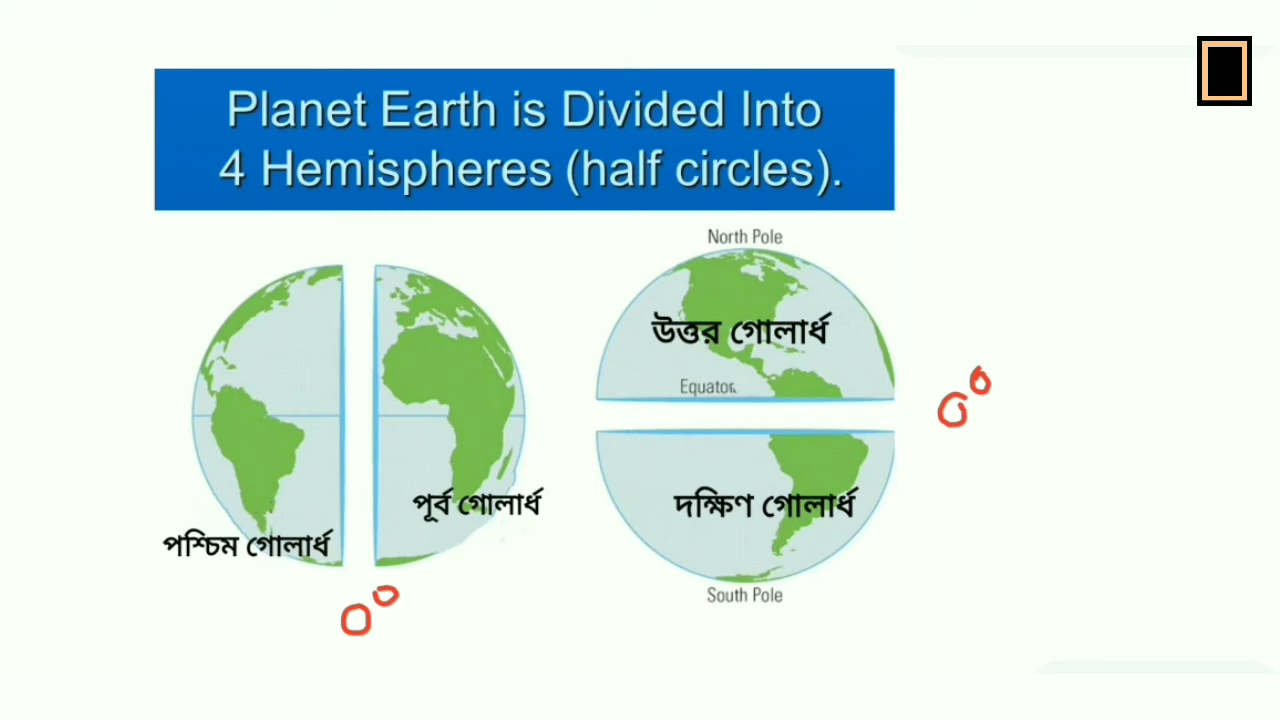 Planet Earth is Divided Into
4 Hemispheres (half circles).
North Pole
উত্তর গোলার্ধ
Equator
পূর্ব গোলার্ধ
দক্ষিণ গোলার্ধ
পশ্চিম গোলার্ধ
South Pole
0°
0°